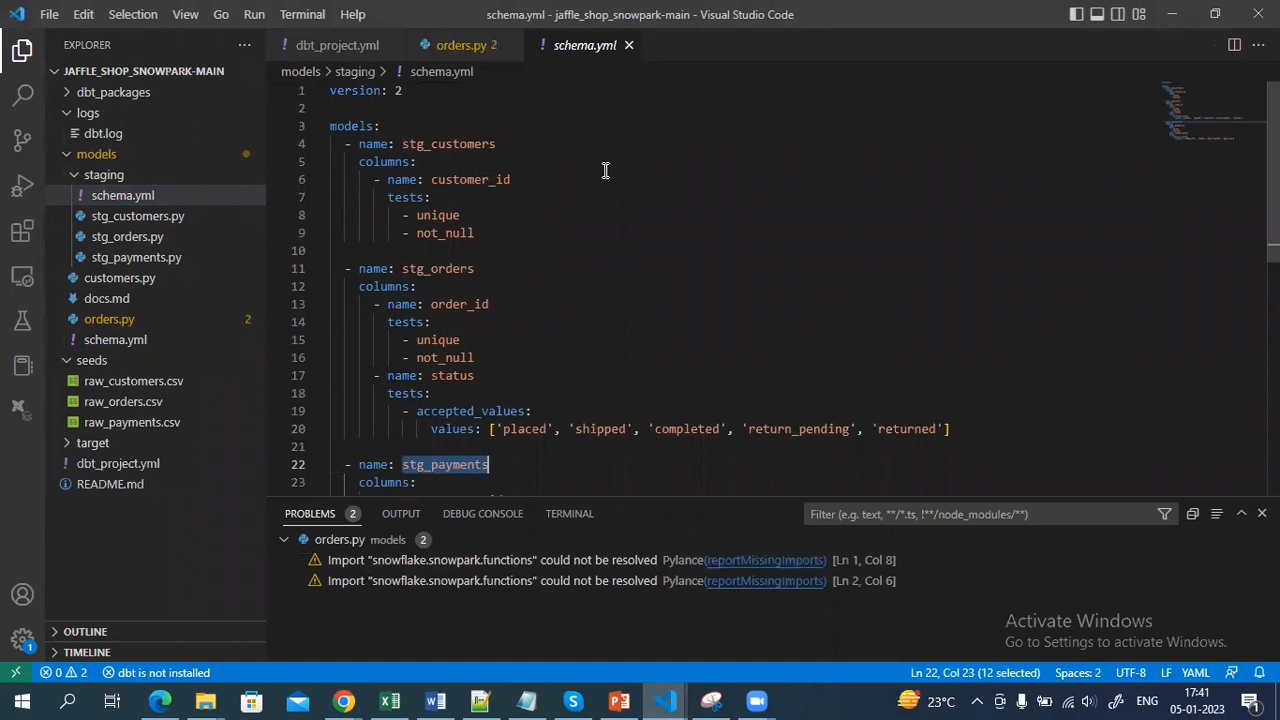 File Edit Selection View Go Run Terminal Help schema.yml - jaffle_shop_snowpark-main - Visual Studio Code
EXPLORER ··· ! dbt_project.yml orders.py 2 ! schema.yml ×
JAFFLE_SHOP_SNOWPARK-MAIN
dbt_packages
logs
dbt.log
models
staging
! schema.yml
stg_customers.py
stg_orders.py
stg_payments.py
customers.py
docs.md
orders.py 2
! schema.yml
seeds
raw_customers.csv
raw_orders.csv
raw_payments.csv
target
! dbt_project.yml
README.md
OUTLINE
TIMELINE
models > staging > ! schema.yml
1 version: 2
2
3 models:
4 - name: stg_customers
5 columns:
6 - name: customer_id
7 tests:
8 - unique
9 - not_null
10
11 - name: stg_orders
12 columns:
13 - name: order_id
14 tests:
15 - unique
16 - not_null
17 - name: status
18 tests:
19 - accepted_values:
20 values: ['placed', 'shipped', 'completed', 'return_pending', 'returned']
21
22 - name: stg_payments
23 columns:
PROBLEMS 2 OUTPUT DEBUG CONSOLE TERMINAL Filter (e.g. text, **/*.ts, !**/node_modules/**)
orders.py models 2
Import "snowflake.snowpark.functions" could not be resolved Pylance(reportMissingImports) [Ln 1, Col 8]
Import "snowflake.snowpark.functions" could not be resolved Pylance(reportMissingImports) [Ln 2, Col 6]
Activate Windows
Go to Settings to activate Windows.
1
0 2 dbt is not installed Ln 22, Col 23 (12 selected) Spaces: 2 UTF-8 LF YAML
23°C ENG 17:41
05-01-2023 1